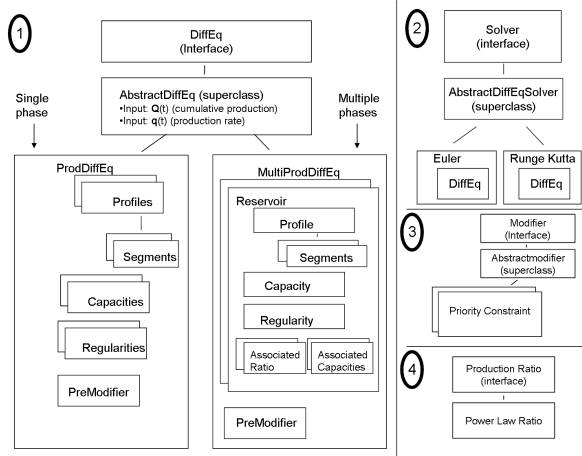 1
DiffEq
(Interface)
AbstractDiffEq (superclass)
•Input: Q(t) (cumulative production)
•Input: q(t) (production rate)
Single
phase
Multiple
phases
ProdDiffEq
Profiles
Segments
Capacities
Regularities
PreModifier
MultiProdDiffEq
Reservoir
Profile
Segments
Capacity
Regularity
Associated
Ratio
Associated
Capacities
PreModifier
2
Solver
(interface)
AbstractDiffEqSolver
(superclass)
Euler
DiffEq
Runge Kutta
DiffEq
3
Modifier
(Interface)
Abstractmodifier
(superclass)
Priority Constraint
4
Production Ratio
(interface)
Power Law Ratio